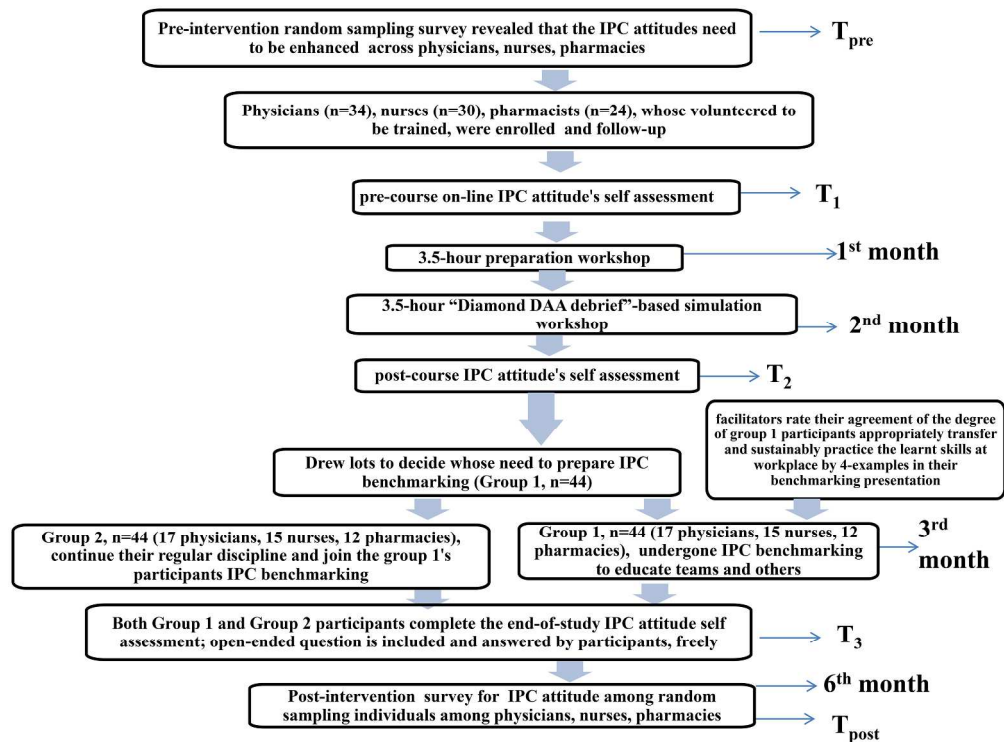 Pre-intervention random sampling survey revealed that the IPC attitudes need
to be enhanced across physicians, nurses, pharmacies
T_pre
Physicians (n=34), nurses (n=30), pharmacists (n=24), whose volunteered to
be trained, were enrolled and follow-up
pre-course on-line IPC attitude's self assessment
T_1
3.5-hour preparation workshop
1st month
3.5-hour “Diamond DAA debrief”-based simulation
workshop
2nd month
post-course IPC attitude's self assessment
T_2
facilitators rate their agreement of the degree
of group 1 participants appropriately transfer
and sustainably practice the learnt skills at
workplace by 4-examples in their
benchmarking presentation
Drew lots to decide whose need to prepare IPC
benchmarking (Group 1, n=44)
Group 2, n=44 (17 physicians, 15 nurses, 12 pharmacies),
continue their regular discipline and join the group 1's
participants IPC benchmarking
Group 1, n=44 (17 physicians, 15 nurses, 12
pharmacies), undergone IPC benchmarking
to educate teams and others
3rd
month
Both Group 1 and Group 2 participants complete the end-of-study IPC attitude self
assessment; open-ended question is included and answered by participants, freely
T_3
Post-intervention survey for IPC attitude among random
sampling individuals among physicians, nurses, pharmacies
6th month
T_post